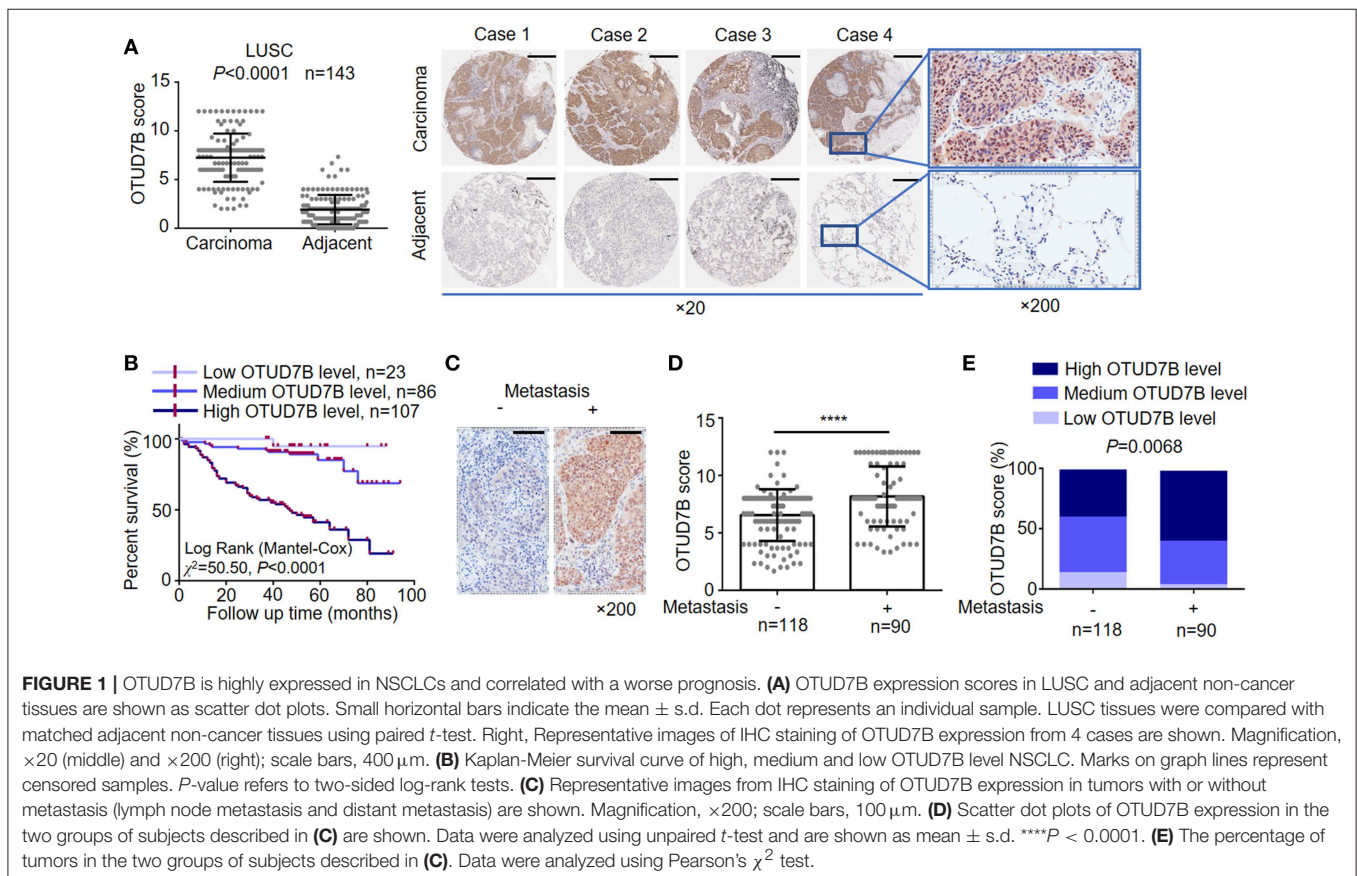 A
LUSC
P<0.0001 n=143
OTUD7B score
15
10
5
0
Carcinoma Adjacent
Case 1 Case 2 Case 3 Case 4
Carcinoma
Adjacent
×20 ×200
B
Low OTUD7B level, n=23
Medium OTUD7B level, n=86
High OTUD7B level, n=107
Percent survival (%)
100
50
0
Log Rank (Mantel-Cox)
χ²=50.50, P<0.0001
0 20 40 60 80 100
Follow up time (months)
C
Metastasis
- +
×200
D
OTUD7B score
15
10
5
0
****
Metastasis - +
n=118 n=90
E
High OTUD7B level
Medium OTUD7B level
Low OTUD7B level
P=0.0068
OTUD7B score (%)
100
50
0
Metastasis - +
n=118 n=90
FIGURE 1 | OTUD7B is highly expressed in NSCLCs and correlated with a worse prognosis. (A) OTUD7B expression scores in LUSC and adjacent non-cancer
tissues are shown as scatter dot plots. Small horizontal bars indicate the mean ± s.d. Each dot represents an individual sample. LUSC tissues were compared with
matched adjacent non-cancer tissues using paired t-test. Right, Representative images of IHC staining of OTUD7B expression from 4 cases are shown. Magnification,
×20 (middle) and ×200 (right); scale bars, 400 μm. (B) Kaplan-Meier survival curve of high, medium and low OTUD7B level NSCLC. Marks on graph lines represent
censored samples. P-value refers to two-sided log-rank tests. (C) Representative images from IHC staining of OTUD7B expression in tumors with or without
metastasis (lymph node metastasis and distant metastasis) are shown. Magnification, ×200; scale bars, 100 μm. (D) Scatter dot plots of OTUD7B expression in the
two groups of subjects described in (C) are shown. Data were analyzed using unpaired t-test and are shown as mean ± s.d. ****P < 0.0001. (E) The percentage of
tumors in the two groups of subjects described in (C). Data were analyzed using Pearson's χ² test.